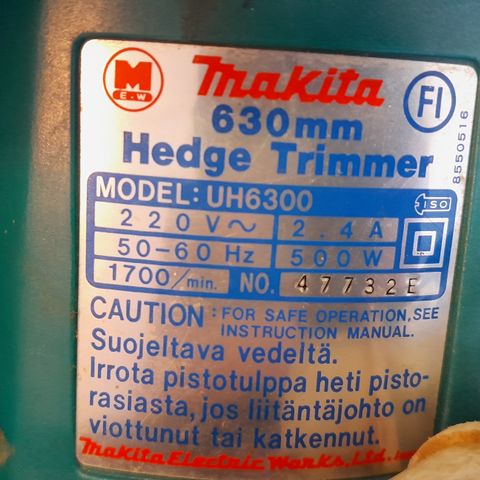 M
E.W
Makita
FI
630mm
Hedge Trimmer
8550516
MODEL: UH6300
ISO
220V~ 2.4A
50-60 Hz 500W
1700/min. NO. 47732E
CAUTION: FOR SAFE OPERATION, SEE
INSTRUCTION MANUAL.
Suojeltava vedeltä.
Irrota pistotulppa heti pisto-
rasiasta, jos liitäntäjohto on
viottunut tai katkennut.
Makita Electric Works, Ltd.